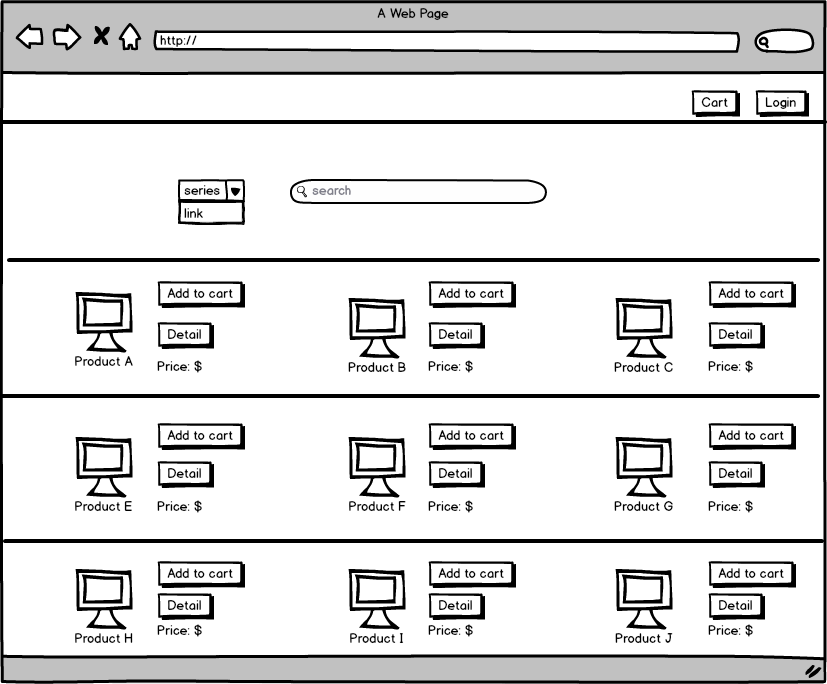 A Web Page
http://
Cart
Login
series
search
link
Add to cart
Detail
Product A
Price: $
Add to cart
Detail
Product B
Price: $
Add to cart
Detail
Product C
Price: $
Add to cart
Detail
Product E
Price: $
Add to cart
Detail
Product F
Price: $
Add to cart
Detail
Product G
Price: $
Add to cart
Detail
Product H
Price: $
Add to cart
Detail
Product I
Price: $
Add to cart
Detail
Product J
Price: $